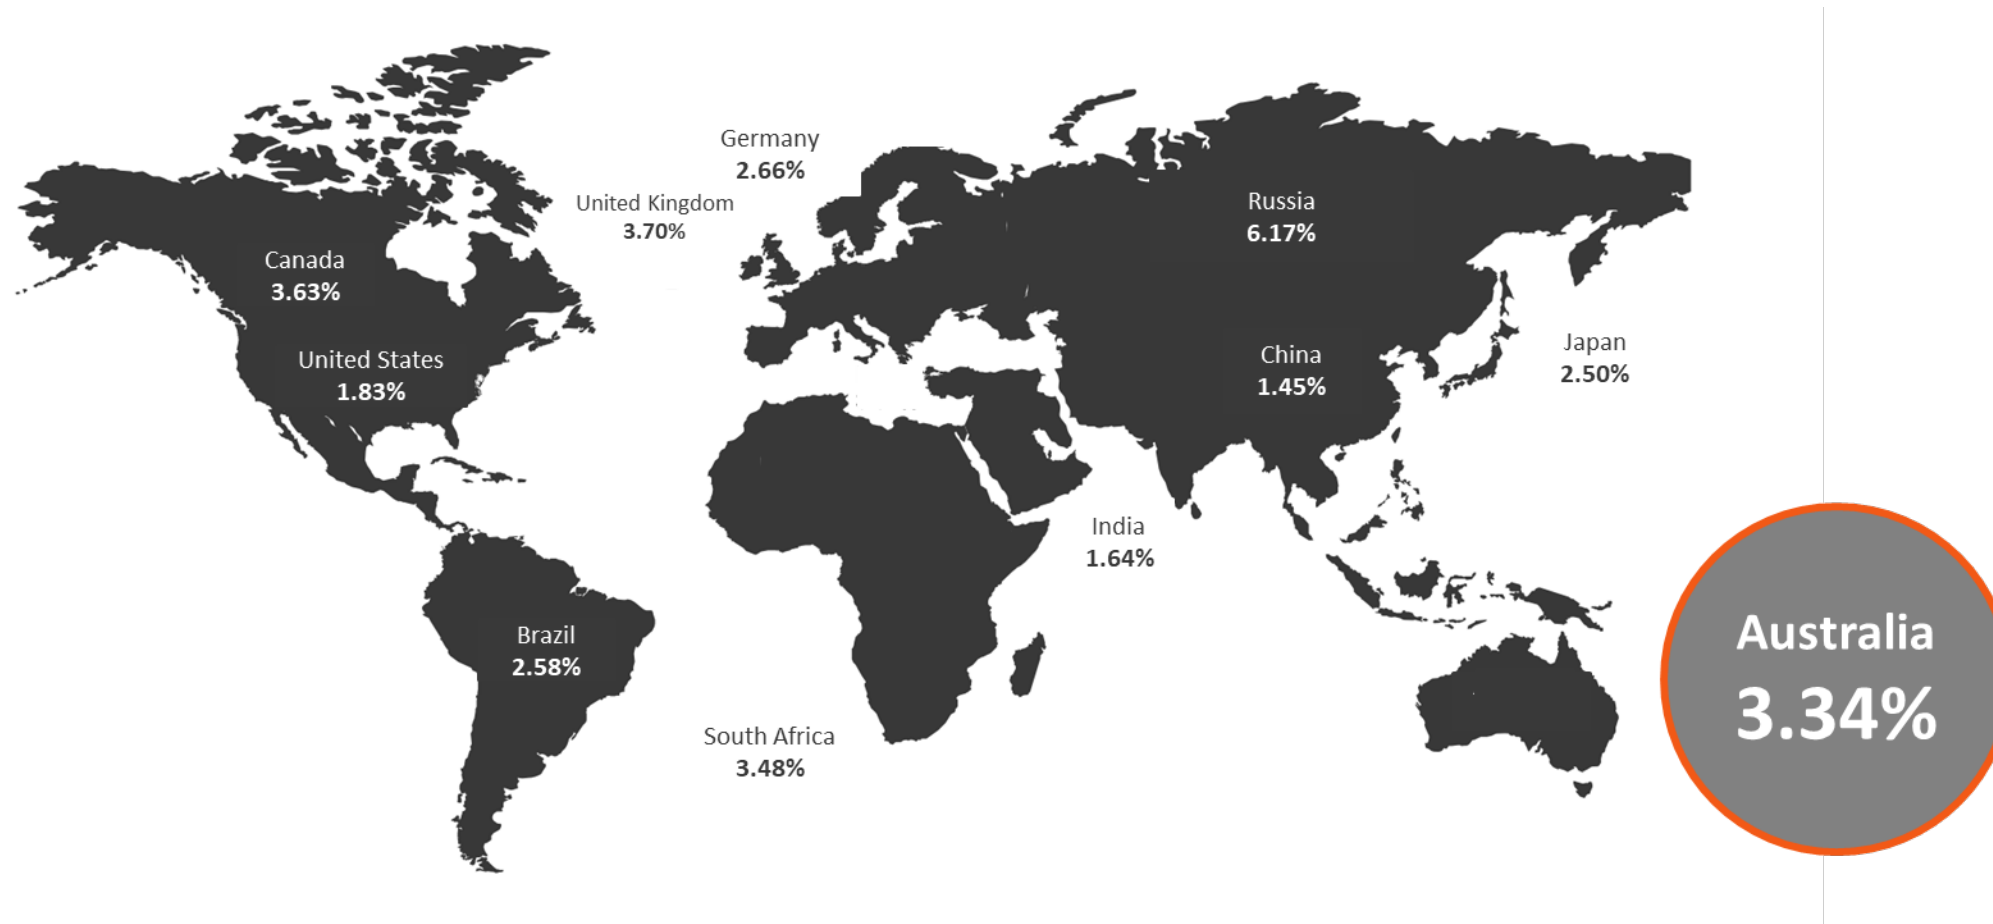 Germany
2.66%
United Kingdom
3.70%
Russia
6.17%
Canada
3.63%
United States
1.83%
China
1.45%
Japan
2.50%
India
1.64%
Brazil
2.58%
South Africa
3.48%
Australia
3.34%